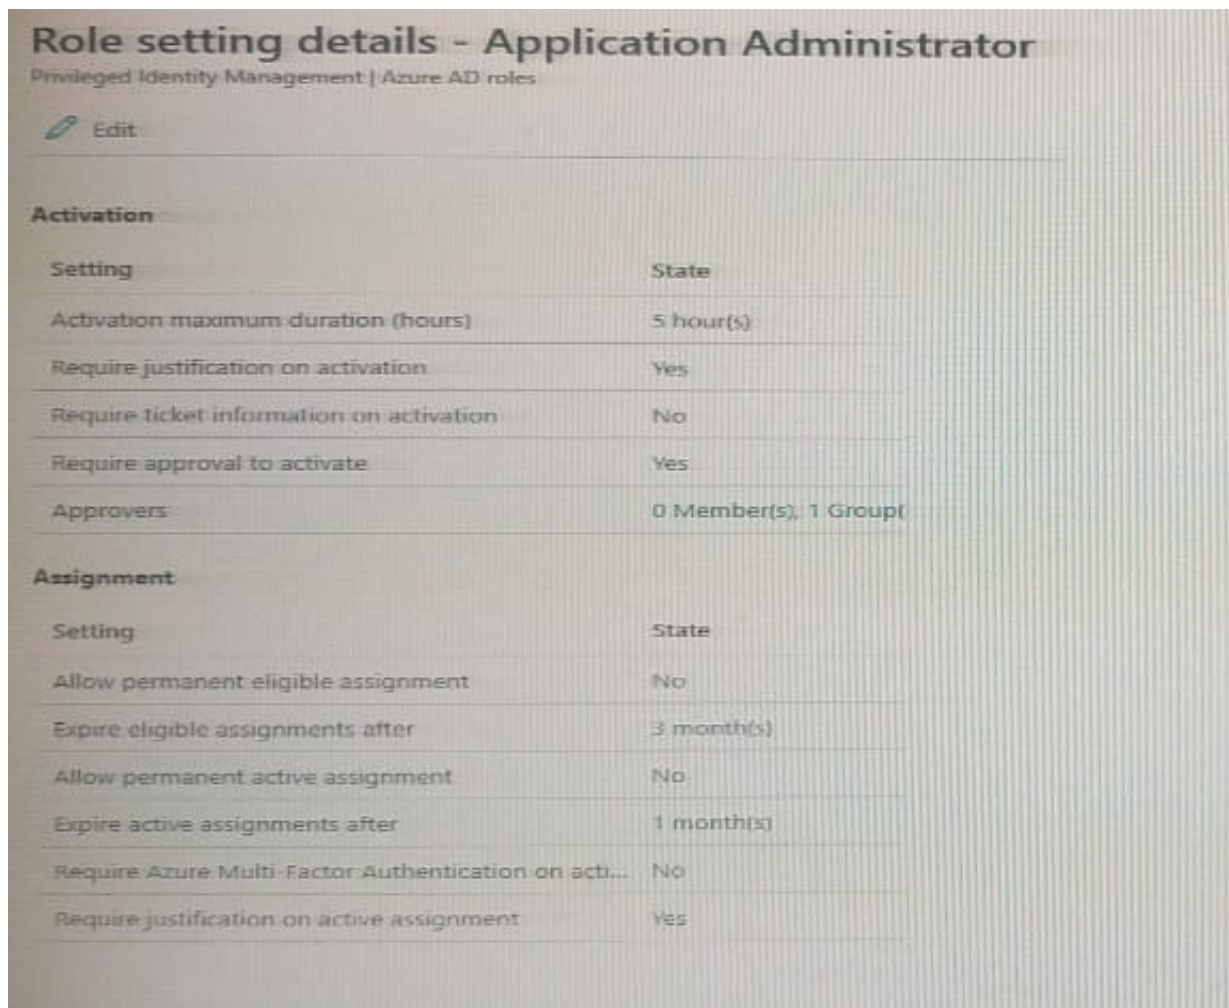 Role setting details - Application Administrator
Privileged Identity Management | Azure AD roles
Edit
Activation
Setting State
Activation maximum duration (hours) 5 hour(s)
Require justification on activation Yes
Require ticket information on activation No
Require approval to activate Yes
Approvers 0 Member(s), 1 Group(
Assignment
Setting State
Allow permanent eligible assignment No
Expire eligible assignments after 3 month(s)
Allow permanent active assignment No
Expire active assignments after 1 month(s)
Require Azure Multi-Factor Authentication on acti... No
Require justification on active assignment Yes